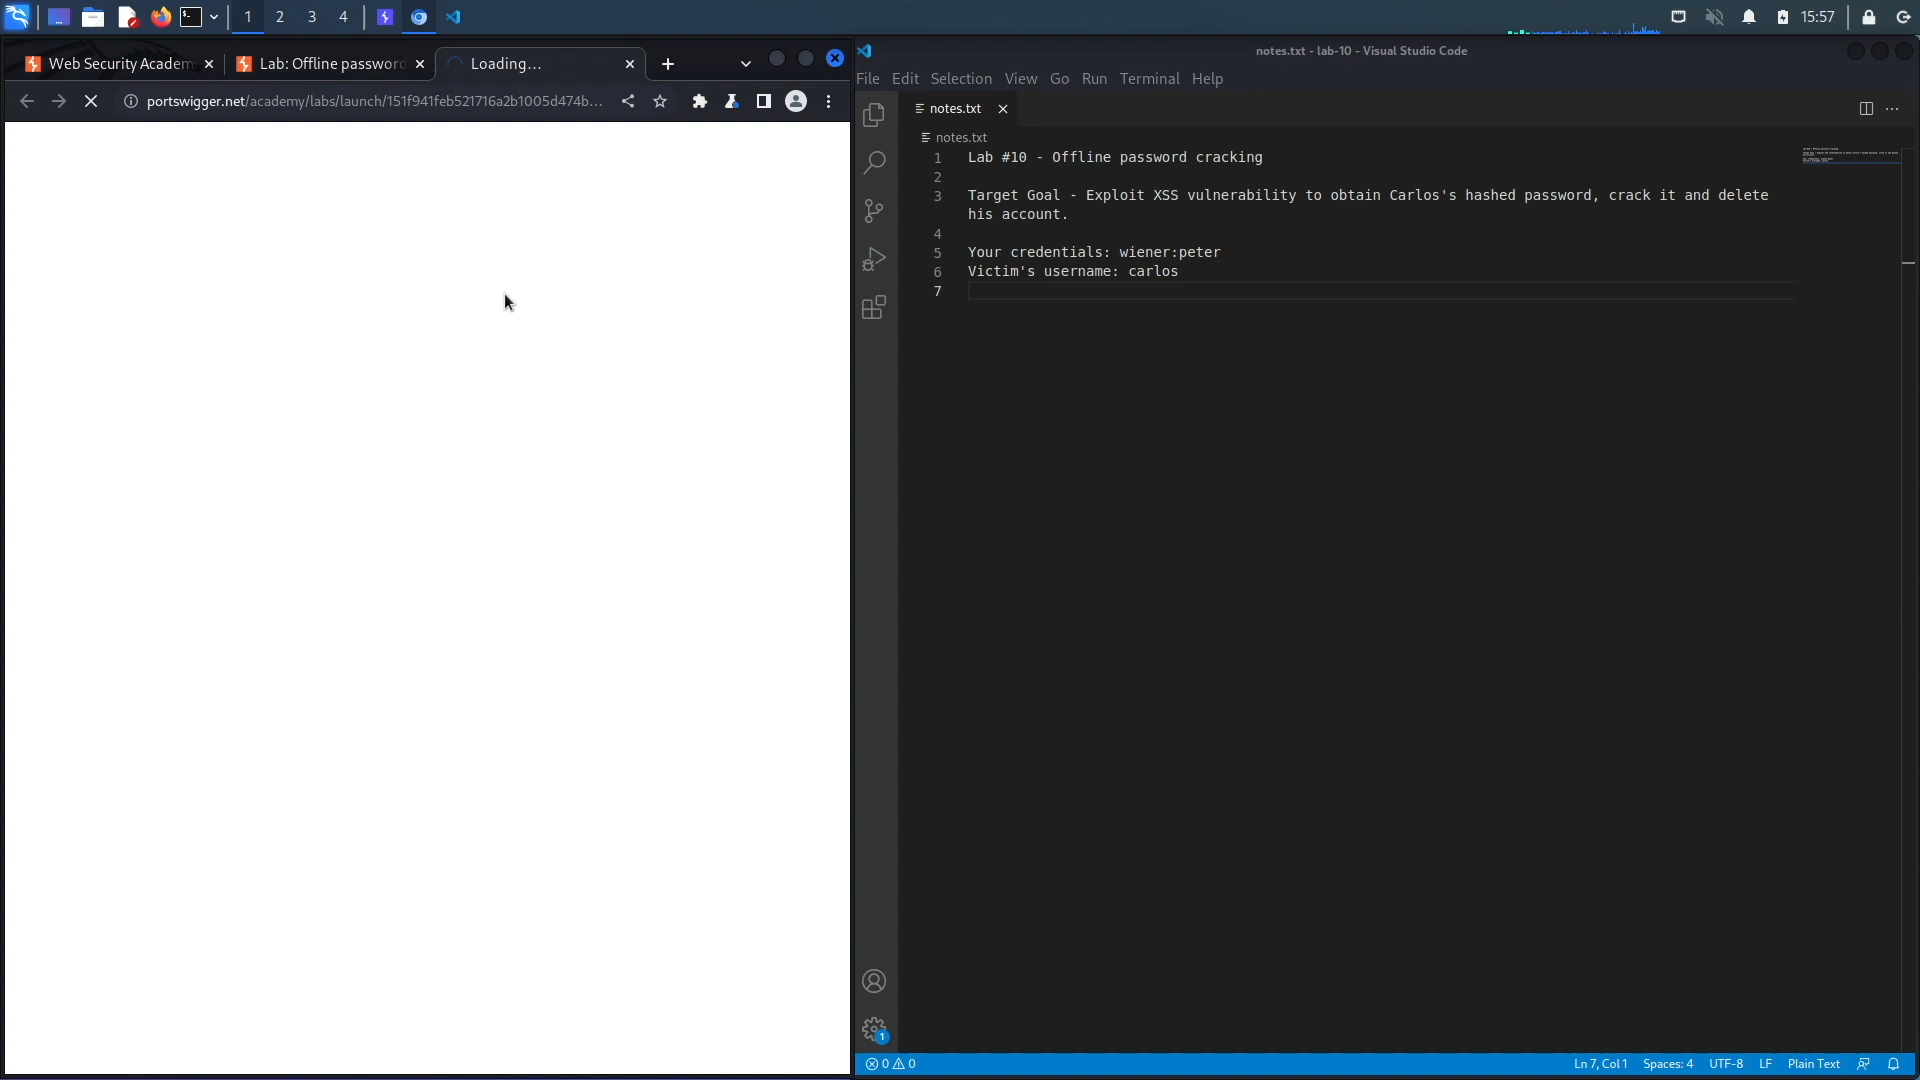 1 2 3 4
15:57
Web Security Academ
Lab: Offline password
Loading...
portswigger.net/academy/labs/launch/151f941feb521716a2b1005d474b...
notes.txt - lab-10 - Visual Studio Code
File Edit Selection View Go Run Terminal Help
notes.txt
notes.txt
1 Lab #10 - Offline password cracking
2
3 Target Goal - Exploit XSS vulnerability to obtain Carlos's hashed password, crack it and delete
his account.
4
5 Your credentials: wiener:peter
6 Victim's username: carlos
7
1
0 0
Ln 7, Col 1 Spaces: 4 UTF-8 LF Plain Text